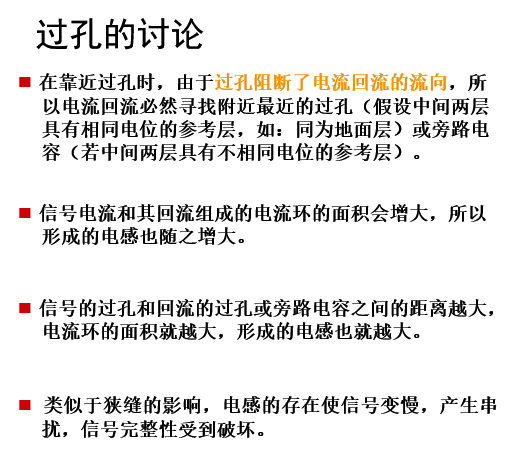 过孔的讨论
在靠近过孔时，由于过孔阻断了电流回流的流向，所
以电流回流必然寻找附近最近的过孔（假设中间两层
具有相同电位的参考层，如：同为地面层）或旁路电
容（若中间两层具有不相同电位的参考层）。
信号电流和其回流组成的电流环的面积会增大，所以
形成的电感也随之增大。
信号的过孔和回流的过孔或旁路电容之间的距离越大，
电流环的面积就越大，形成的电感也就越大。
类似于狭缝的影响，电感的存在使信号变慢，产生串
扰，信号完整性受到破坏。